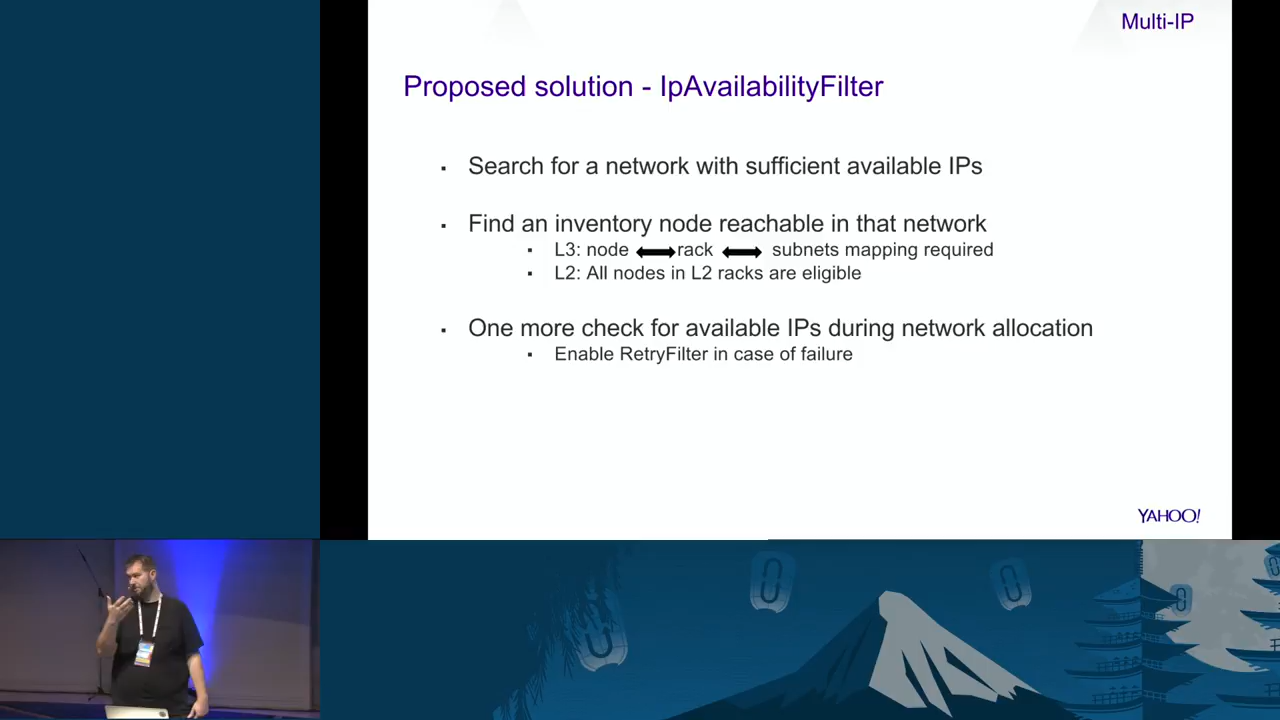 Multi-IP
Proposed solution - IpAvailabilityFilter
▪ Search for a network with sufficient available IPs
▪ Find an inventory node reachable in that network
▪ L3: node ⟷ rack ⟷ subnets mapping required
▪ L2: All nodes in L2 racks are eligible
▪ One more check for available IPs during network allocation
▪ Enable RetryFilter in case of failure
YAHOO!